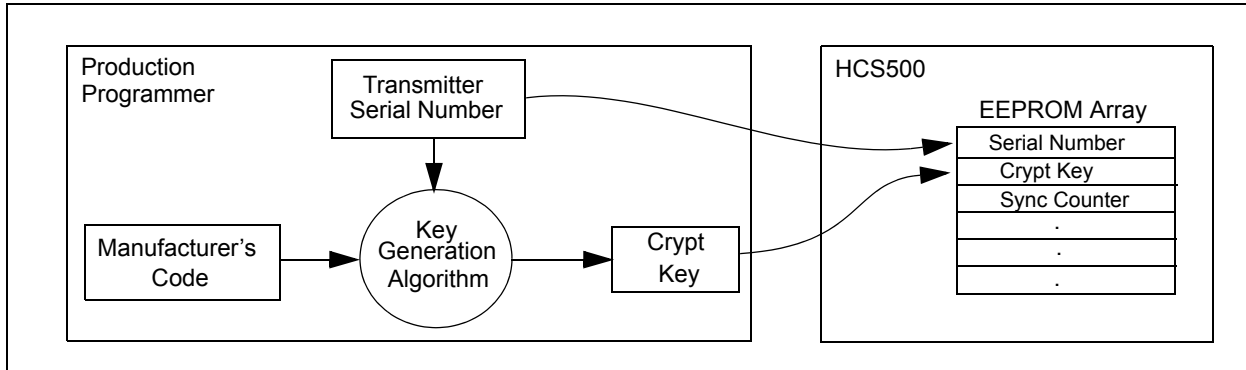 Production
Programmer
Transmitter
Serial Number
Manufacturer's
Code
Key
Generation
Algorithm
Crypt
Key
HCS500
EEPROM Array
Serial Number
Crypt Key
Sync Counter
.
.
.